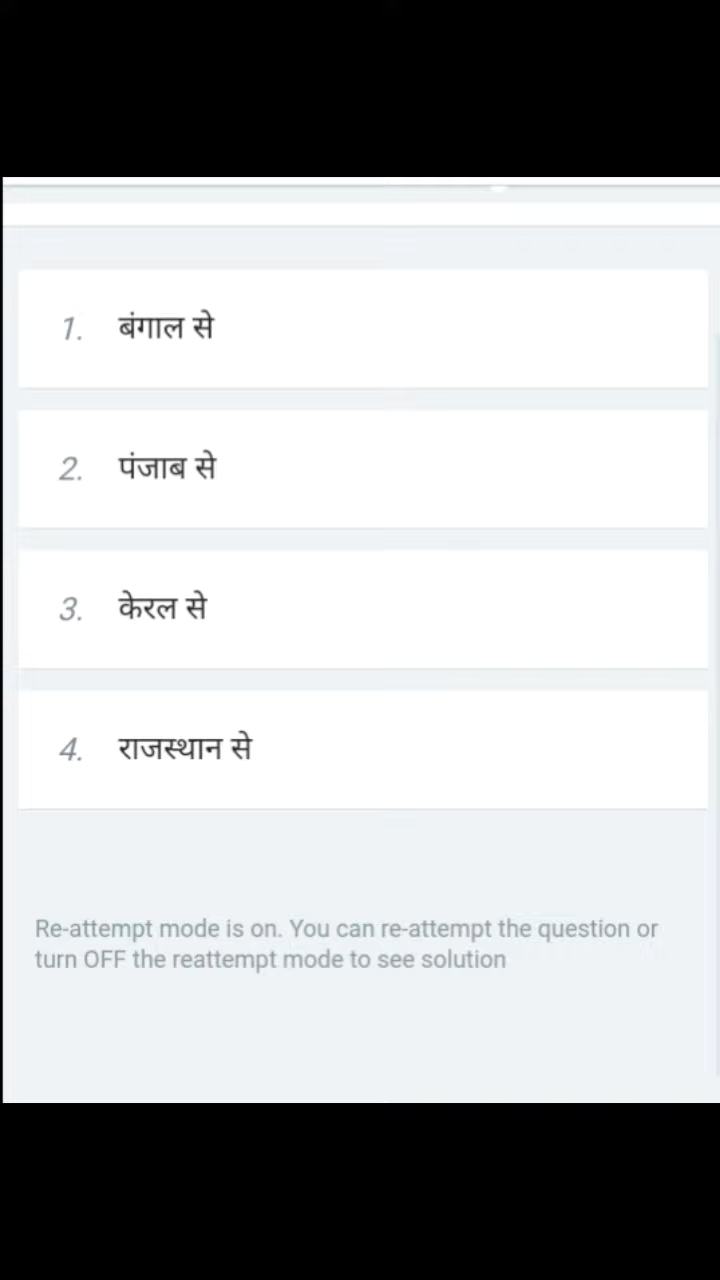 1. बंगाल से
2. पंजाब से
3. केरल से
4. राजस्थान से
Re-attempt mode is on. You can re-attempt the question or
turn OFF the reattempt mode to see solution